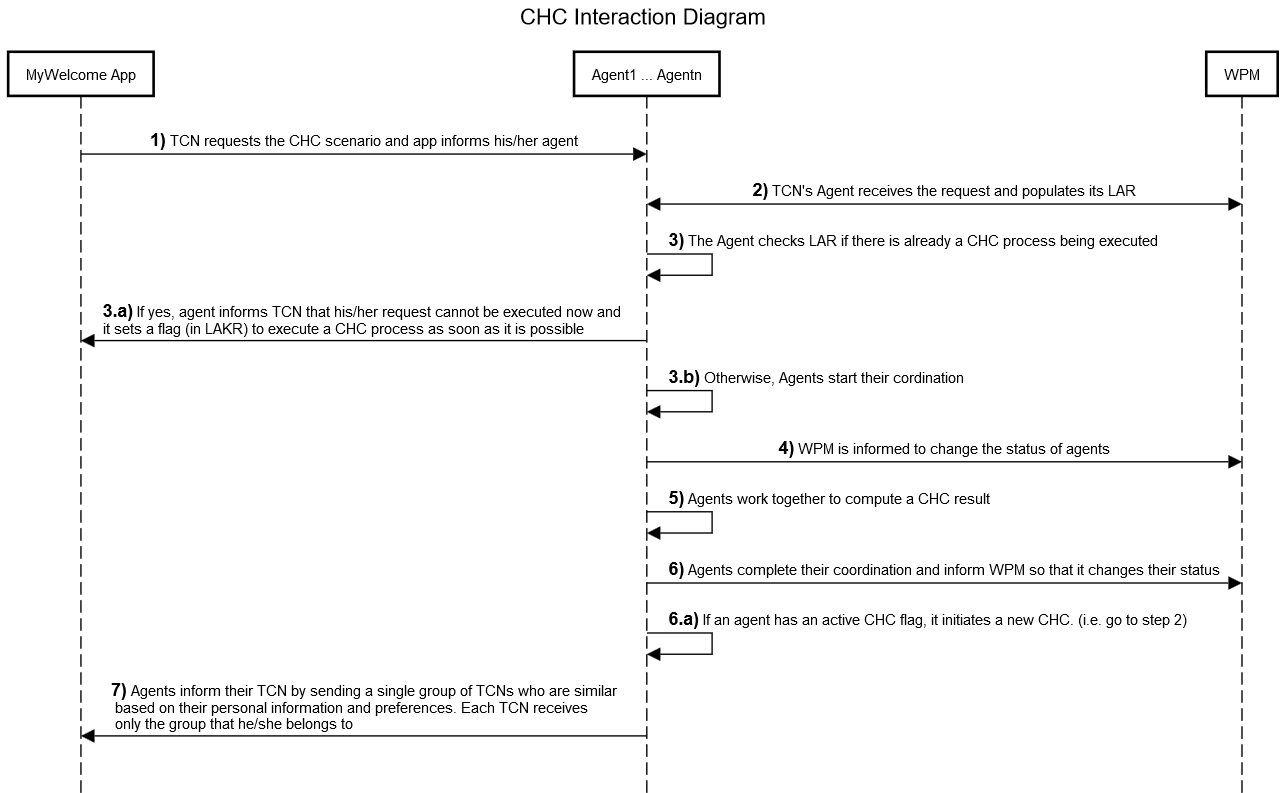 CHC Interaction Diagram
MyWelcome App
Agent1 ... Agentn
WPM
1) TCN requests the CHC scenario and app informs his/her agent
2) TCN's Agent receives the request and populates its LAR
3) The Agent checks LAR if there is already a CHC process being executed
3.a) If yes, agent informs TCN that his/her request cannot be executed now and
it sets a flag (in LAKR) to execute a CHC process as soon as it is possible
3.b) Otherwise, Agents start their cordination
4) WPM is informed to change the status of agents
5) Agents work together to compute a CHC result
6) Agents complete their coordination and inform WPM so that it changes their status
6.a) If an agent has an active CHC flag, it initiates a new CHC. (i.e. go to step 2)
7) Agents inform their TCN by sending a single group of TCNs who are similar
based on their personal information and preferences. Each TCN receives
only the group that he/she belongs to